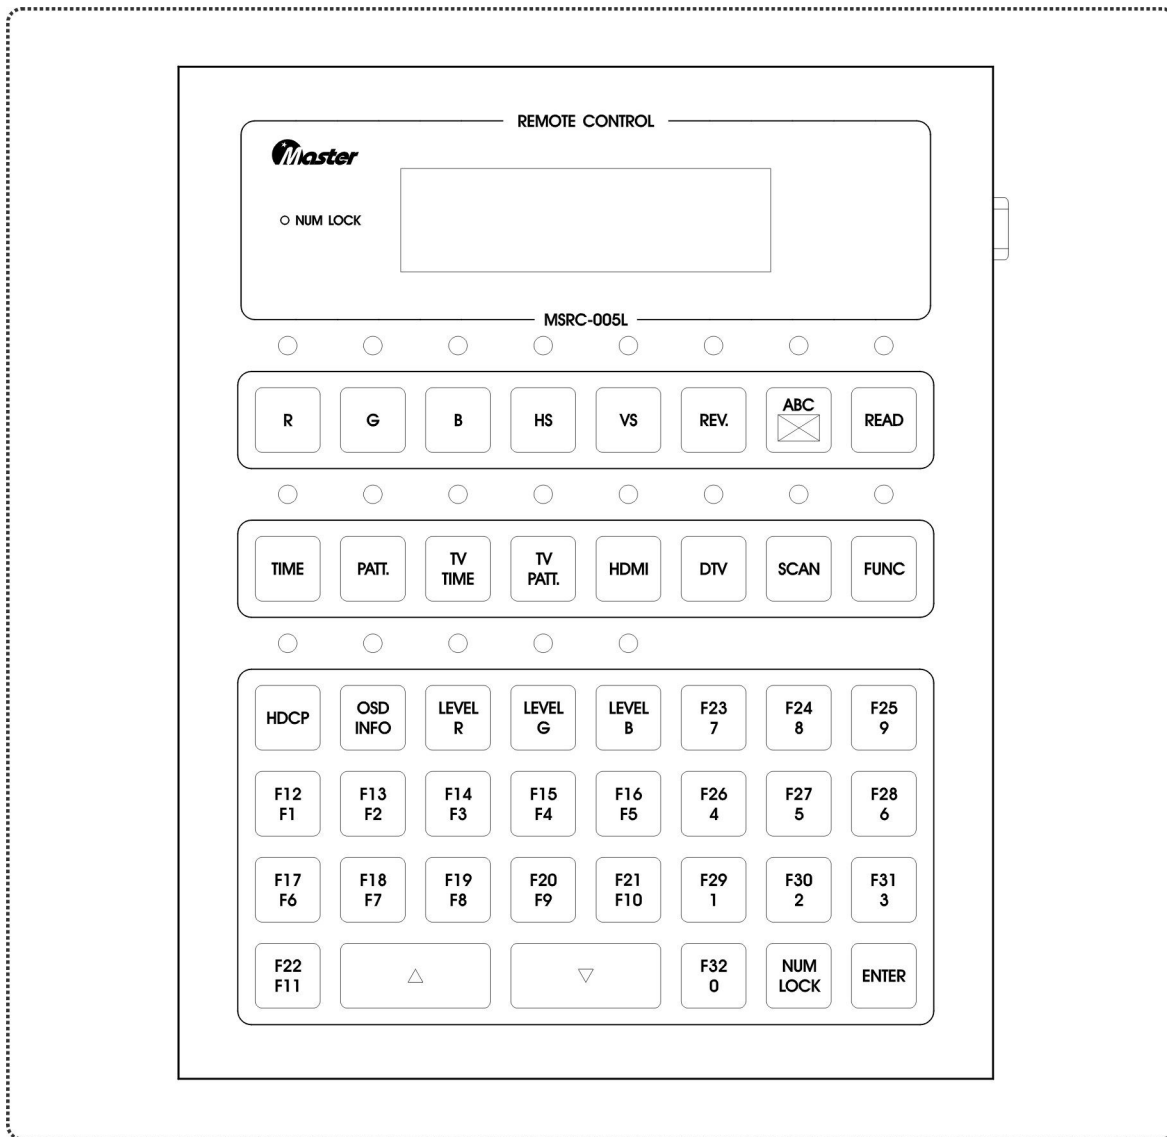 REMOTE CONTROL
Master
NUM LOCK
MSRC-005L
R G B HS VS REV. ABC READ
TIME PATT. TV TIME TV PATT. HDMI DTV SCAN FUNC
HDCP OSD INFO LEVEL R LEVEL G LEVEL B F23 7 F24 8 F25 9
F12 F1 F13 F2 F14 F3 F15 F4 F16 F5 F26 4 F27 5 F28 6
F17 F6 F18 F7 F19 F8 F20 F9 F21 F10 F29 1 F30 2 F31 3
F22 F11 △ ▽ F32 0 NUM LOCK ENTER